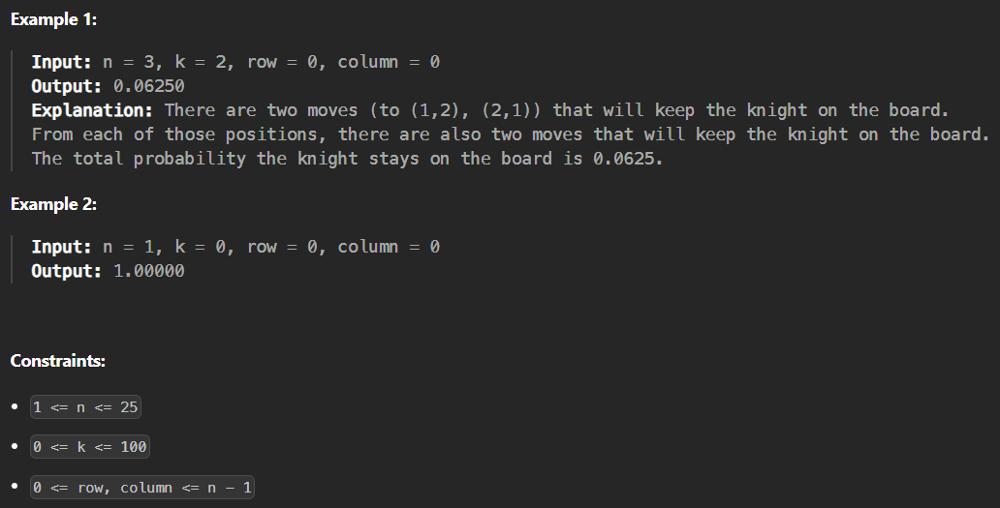 Example 1:
Input: n = 3, k = 2, row = 0, column = 0
Output: 0.06250
Explanation: There are two moves (to (1,2), (2,1)) that will keep the knight on the board.
From each of those positions, there are also two moves that will keep the knight on the board.
The total probability the knight stays on the board is 0.0625.
Example 2:
Input: n = 1, k = 0, row = 0, column = 0
Output: 1.00000
Constraints:
• 1 <= n <= 25
• 0 <= k <= 100
• 0 <= row, column <= n - 1